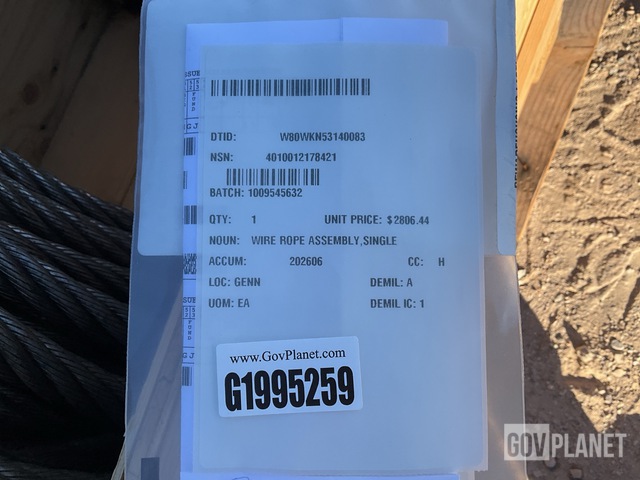 DTID: W80WKN53140083
NSN: 4010012178421
BATCH: 1009545632
QTY: 1 UNIT PRICE: $2806.44
NOUN: WIRE ROPE ASSEMBLY,SINGLE
ACCUM: 202606 CC: H
LOC: GENN DEMIL: A
UOM: EA DEMIL IC: 1
www.GovPlanet.com
G1995259
GOVPLANET